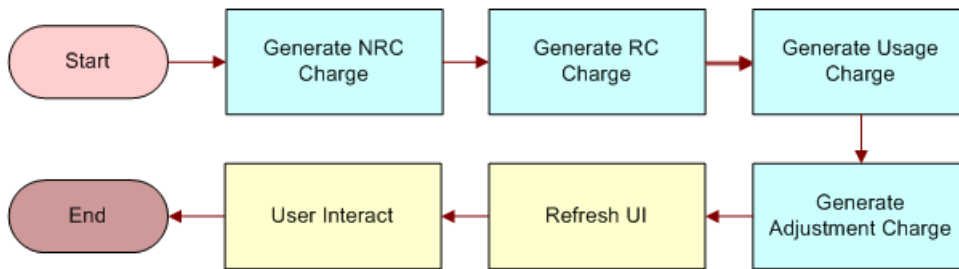 Start
Generate NRC
Charge
Generate RC
Charge
Generate Usage
Charge
Generate
Adjustment Charge
Refresh UI
User Interact
End